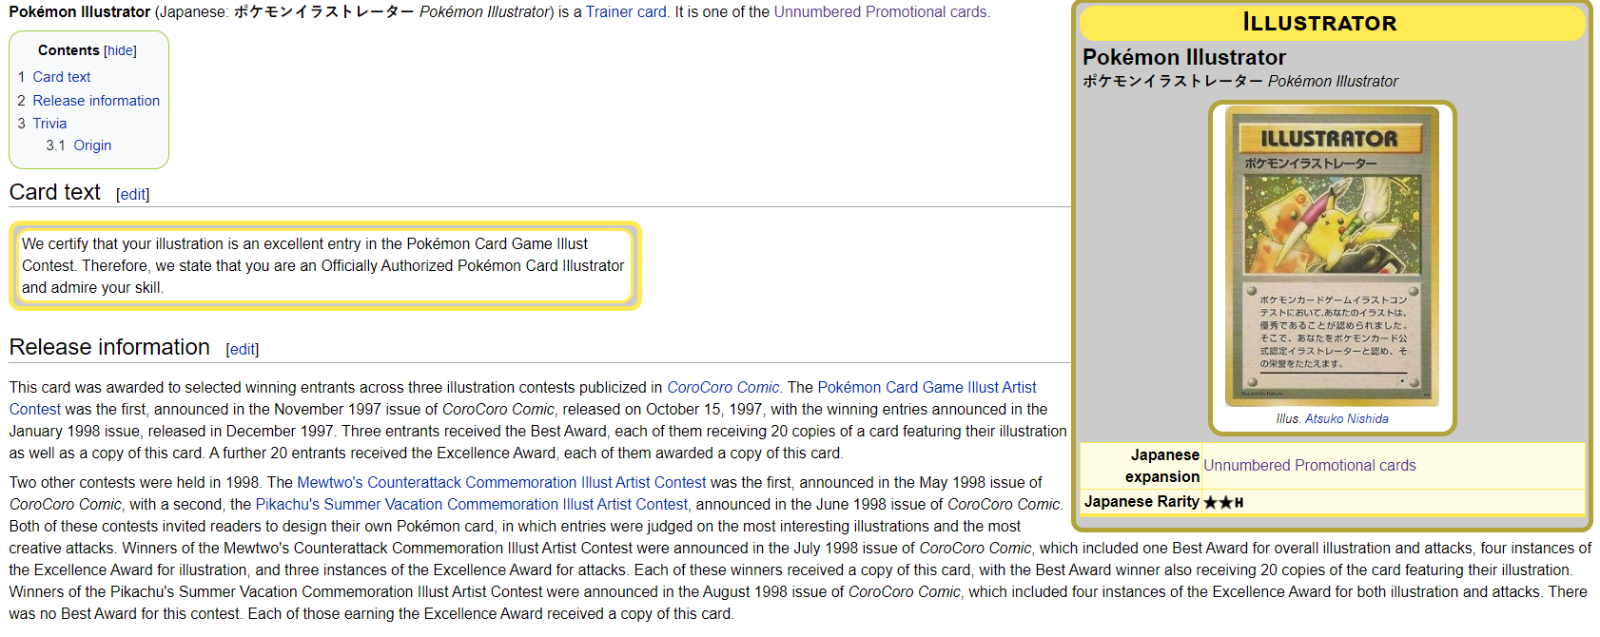 Pokémon Illustrator (Japanese: ポケモンイラストレーター Pokémon Illustrator) is a Trainer card. It is one of the Unnumbered Promotional cards.
Contents [hide]
1 Card text
2 Release information
3 Trivia
3.1 Origin
Card text [edit]
We certify that your illustration is an excellent entry in the Pokémon Card Game Illust
Contest. Therefore, we state that you are an Officially Authorized Pokémon Card Illustrator
and admire your skill.
Release information [edit]
This card was awarded to selected winning entrants across three illustration contests publicized in CoroCoro Comic. The Pokémon Card Game Illust Artist
Contest was the first, announced in the November 1997 issue of CoroCoro Comic, released on October 15, 1997, with the winning entries announced in the
January 1998 issue, released in December 1997. Three entrants received the Best Award, each of them receiving 20 copies of a card featuring their illustration
as well as a copy of this card. A further 20 entrants received the Excellence Award, each of them awarded a copy of this card.
Two other contests were held in 1998. The Mewtwo's Counterattack Commemoration Illust Artist Contest was the first, announced in the May 1998 issue of
CoroCoro Comic, with a second, the Pikachu's Summer Vacation Commemoration Illust Artist Contest, announced in the June 1998 issue of CoroCoro Comic.
Both of these contests invited readers to design their own Pokémon card, in which entries were judged on the most interesting illustrations and the most
creative attacks. Winners of the Mewtwo's Counterattack Commemoration Illust Artist Contest were announced in the July 1998 issue of CoroCoro Comic, which included one Best Award for overall illustration and attacks, four instances of
the Excellence Award for illustration, and three instances of the Excellence Award for attacks. Each of these winners received a copy of this card, with the Best Award winner also receiving 20 copies of the card featuring their illustration.
Winners of the Pikachu's Summer Vacation Commemoration Illust Artist Contest were announced in the August 1998 issue of CoroCoro Comic, which included four instances of the Excellence Award for both illustration and attacks. There
was no Best Award for this contest. Each of those earning the Excellence Award received a copy of this card.
ILLUSTRATOR
Pokémon Illustrator
ポケモンイラストレーター Pokémon Illustrator
ILLUSTRATOR
ポケモンイラストレーター
ポケモンカードゲームイラストコン
テストにおいて、あなたのイラストは、
優秀であることが認められました。
そこで、あなたをポケモンカード公
式認定イラストレーターと認め、そ
の栄誉をたたえます。
Illus. Atsuko Nishida
Japanese expansion
Unnumbered Promotional cards
Japanese Rarity ★★H